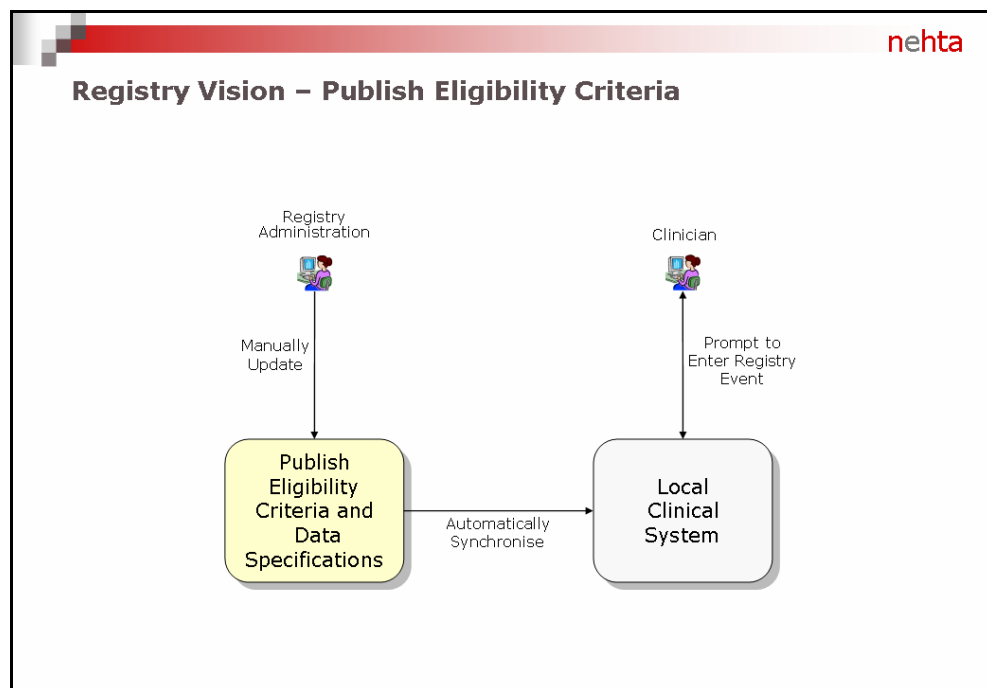 nehta
Registry Vision – Publish Eligibility Criteria
Registry
Administration
Clinician
Manually
Update
Prompt to
Enter Registry
Event
Publish
Eligibility
Criteria and
Data
Specifications
Automatically
Synchronise
Local
Clinical
System